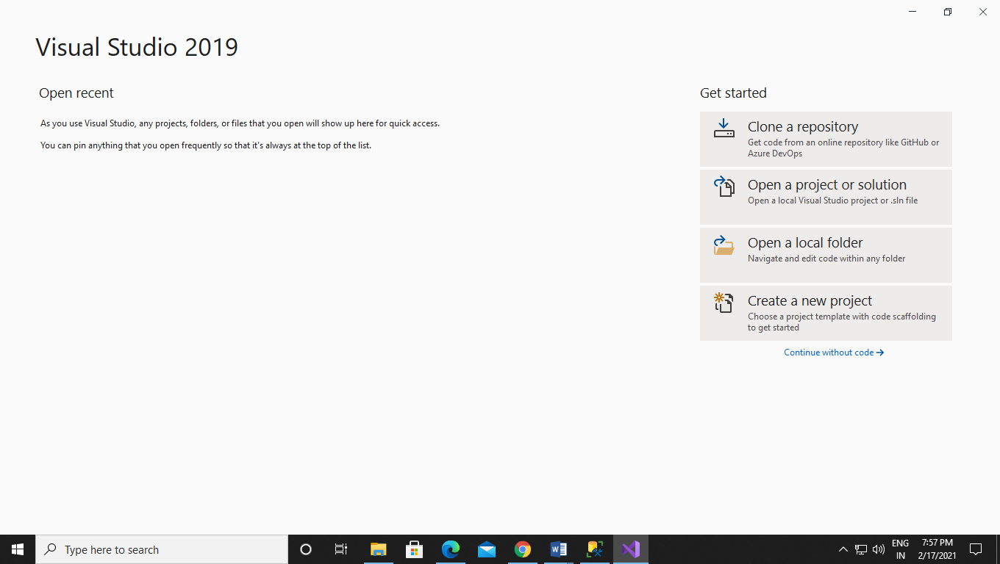 Visual Studio 2019
Open recent
As you use Visual Studio, any projects, folders, or files that you open will show up here for quick access.
You can pin anything that you open frequently so that it's always at the top of the list.
Get started
Clone a repository
Get code from an online repository like GitHub or
Azure DevOps
Open a project or solution
Open a local Visual Studio project or .sln file
Open a local folder
Navigate and edit code within any folder
Create a new project
Choose a project template with code scaffolding
to get started
Continue without code
Type here to search
ENG
IN
7:57 PM
2/17/2021